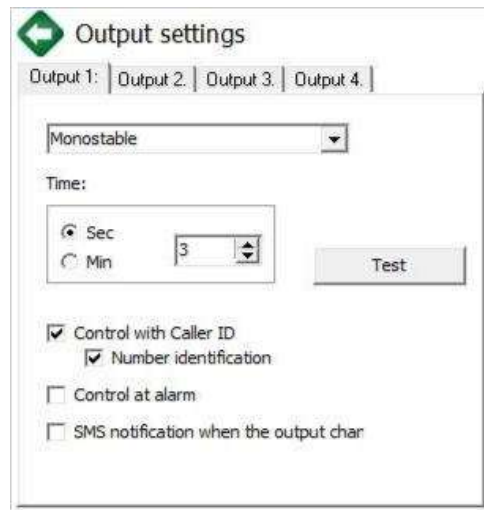 Output settings
Output 1: Output 2. Output 3. Output 4.
Monostable
Time:
Sec
3
Min
Test
Control with Caller ID
Number identification
Control at alarm
SMS notification when the output char